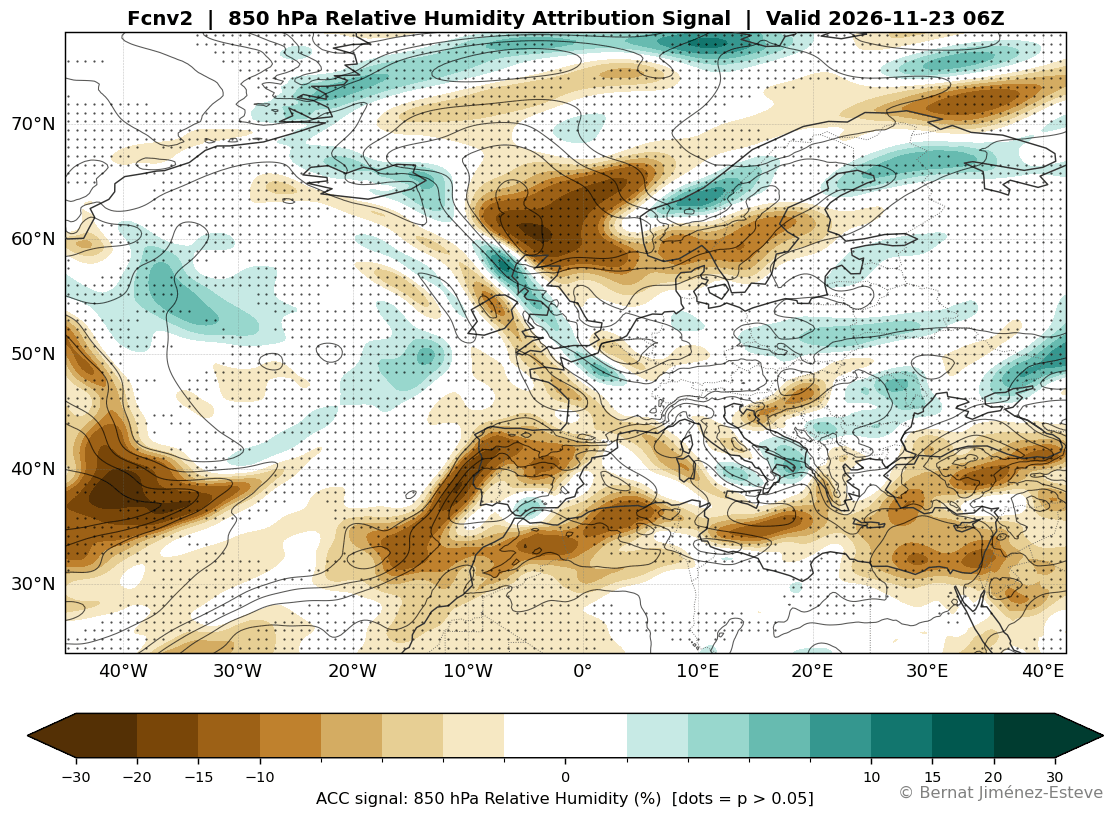 Fcnv2 | 850 hPa Relative Humidity Attribution Signal | Valid 2026-11-23 06Z
70°N
60°N
50°N
40°N
30°N
40°W 30°W 20°W 10°W 0° 10°E 20°E 30°E 40°E
−30 −20 −15 −10 0 10 15 20 30
ACC signal: 850 hPa Relative Humidity (%) [dots = p > 0.05]
© Bernat Jiménez-Esteve